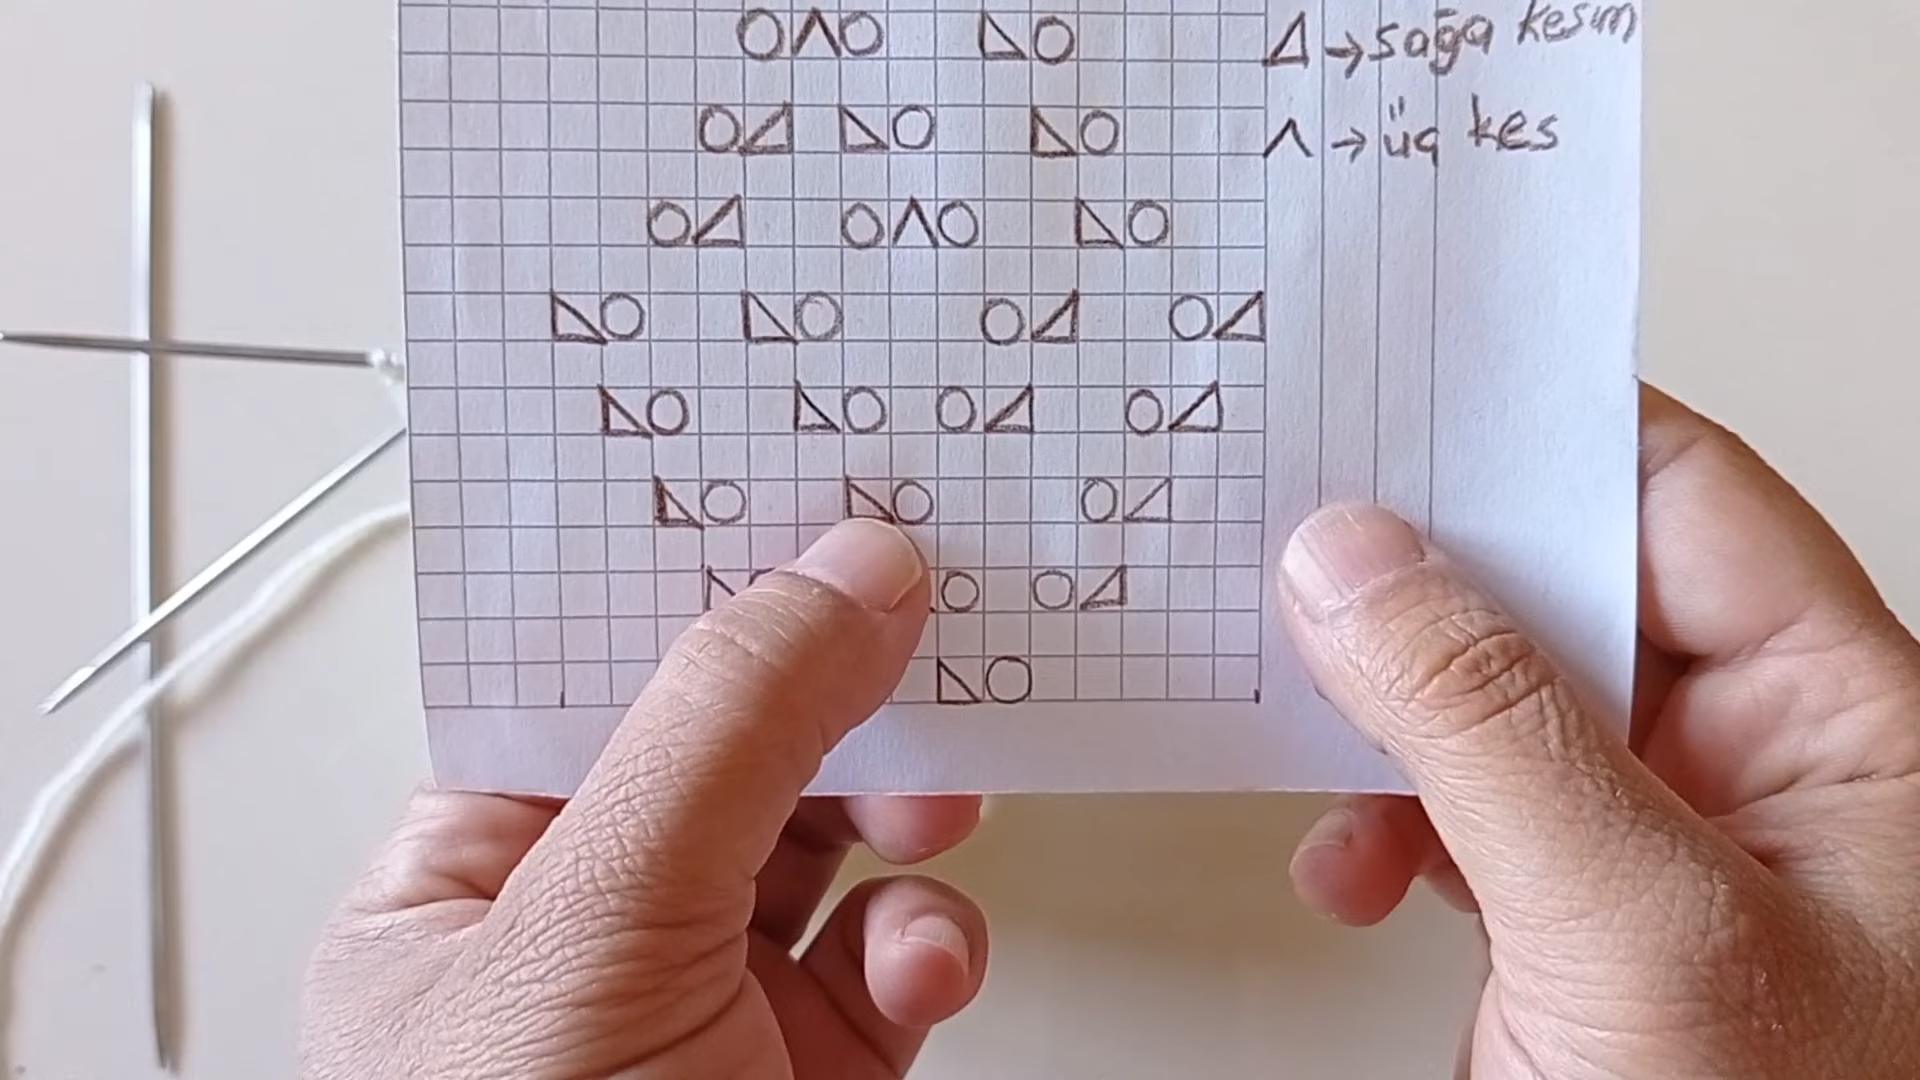 → sağa kesim
Λ → üç kes